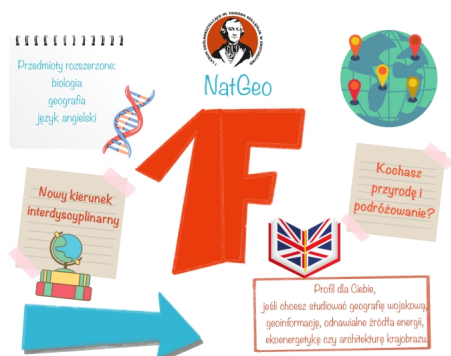 NatGeo
Przedmioty rozszerzone:
biologia
geografia
język angielski
1F
Nowy kierunek
interdyscyplinarny
Kochasz
przyrodę i
podróżowanie?
Profil dla Ciebie,
jeśli chcesz studiować geografię wojskową,
geoinformację, odnawialne źródła energii,
ekoenergetykę czy architekturę krajobrazu.